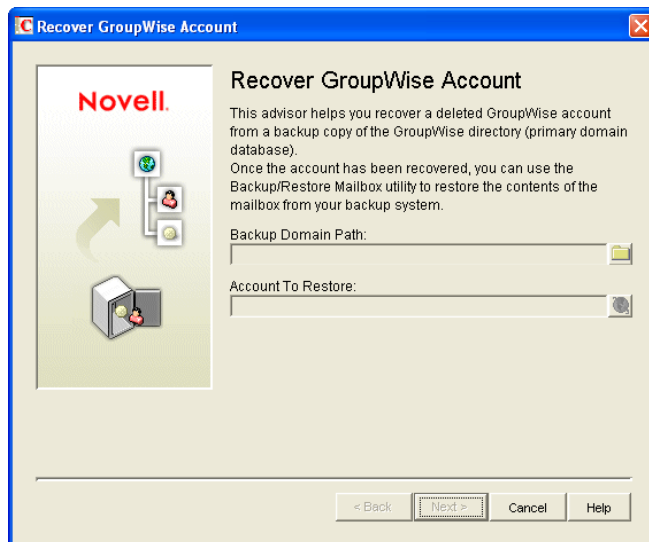 Recover GroupWise Account
Novell.
Recover GroupWise Account
This advisor helps you recover a deleted GroupWise account
from a backup copy of the GroupWise directory (primary domain
database).
Once the account has been recovered, you can use the
Backup/Restore Mailbox utility to restore the contents of the
mailbox from your backup system.
Backup Domain Path:
Account To Restore:
< Back
Next >
Cancel
Help